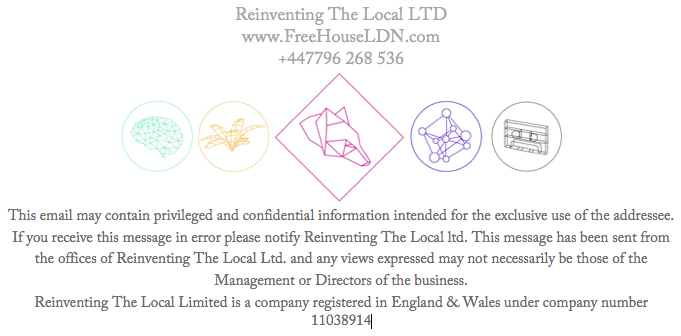 Reinventing The Local LTD
www.FreeHouseLDN.com
+447796 268 536
This email may contain privileged and confidential information intended for the exclusive use of the addressee.
If you receive this message in error please notify Reinventing The Local ltd. This message has been sent from
the offices of Reinventing The Local Ltd. and any views expressed may not necessarily be those of the
Management or Directors of the business.
Reinventing The Local Limited is a company registered in England & Wales under company number
11038914